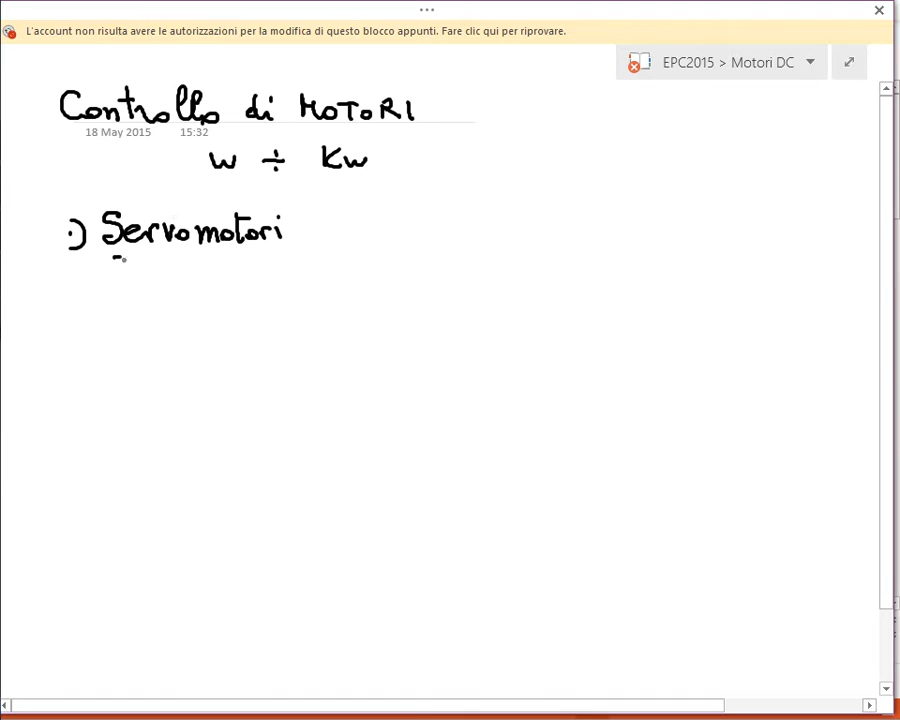 L'account non risulta avere le autorizzazioni per la modifica di questo blocco appunti. Fare clic qui per riprovare.
EPC2015 > Motori DC
Controllo di MOTORI
18 May 2015 15:32
W ÷ KW
·) Servomotori